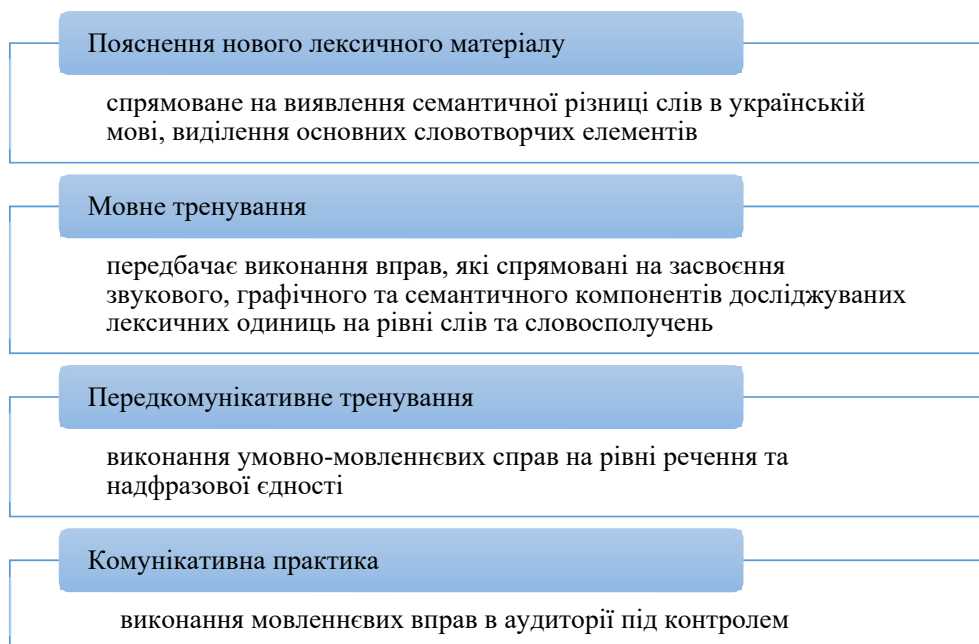 Пояснення нового лексичного матеріалу
спрямоване на виявлення семантичної різниці слів в українській
мові, виділення основних словотворчих елементів
Мовне тренування
передбачає виконання вправ, які спрямовані на засвоєння
звукового, графічного та семантичного компонентів досліджуваних
лексичних одиниць на рівні слів та словосполучень
Передкомунікативне тренування
виконання умовно-мовленнєвих справ на рівні речення та
надфразової єдності
Комунікативна практика
виконання мовленнєвих вправ в аудиторії під контролем